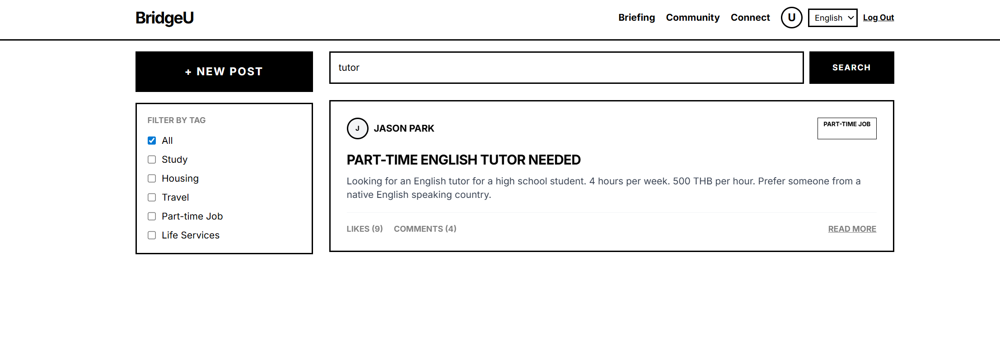 BridgeU
Briefing Community Connect U English Log Out
+ NEW POST
tutor
SEARCH
FILTER BY TAG
All
Study
Housing
Travel
Part-time Job
Life Services
J JASON PARK
PART-TIME JOB
PART-TIME ENGLISH TUTOR NEEDED
Looking for an English tutor for a high school student. 4 hours per week. 500 THB per hour. Prefer someone from a
native English speaking country.
LIKES (9) COMMENTS (4)
READ MORE